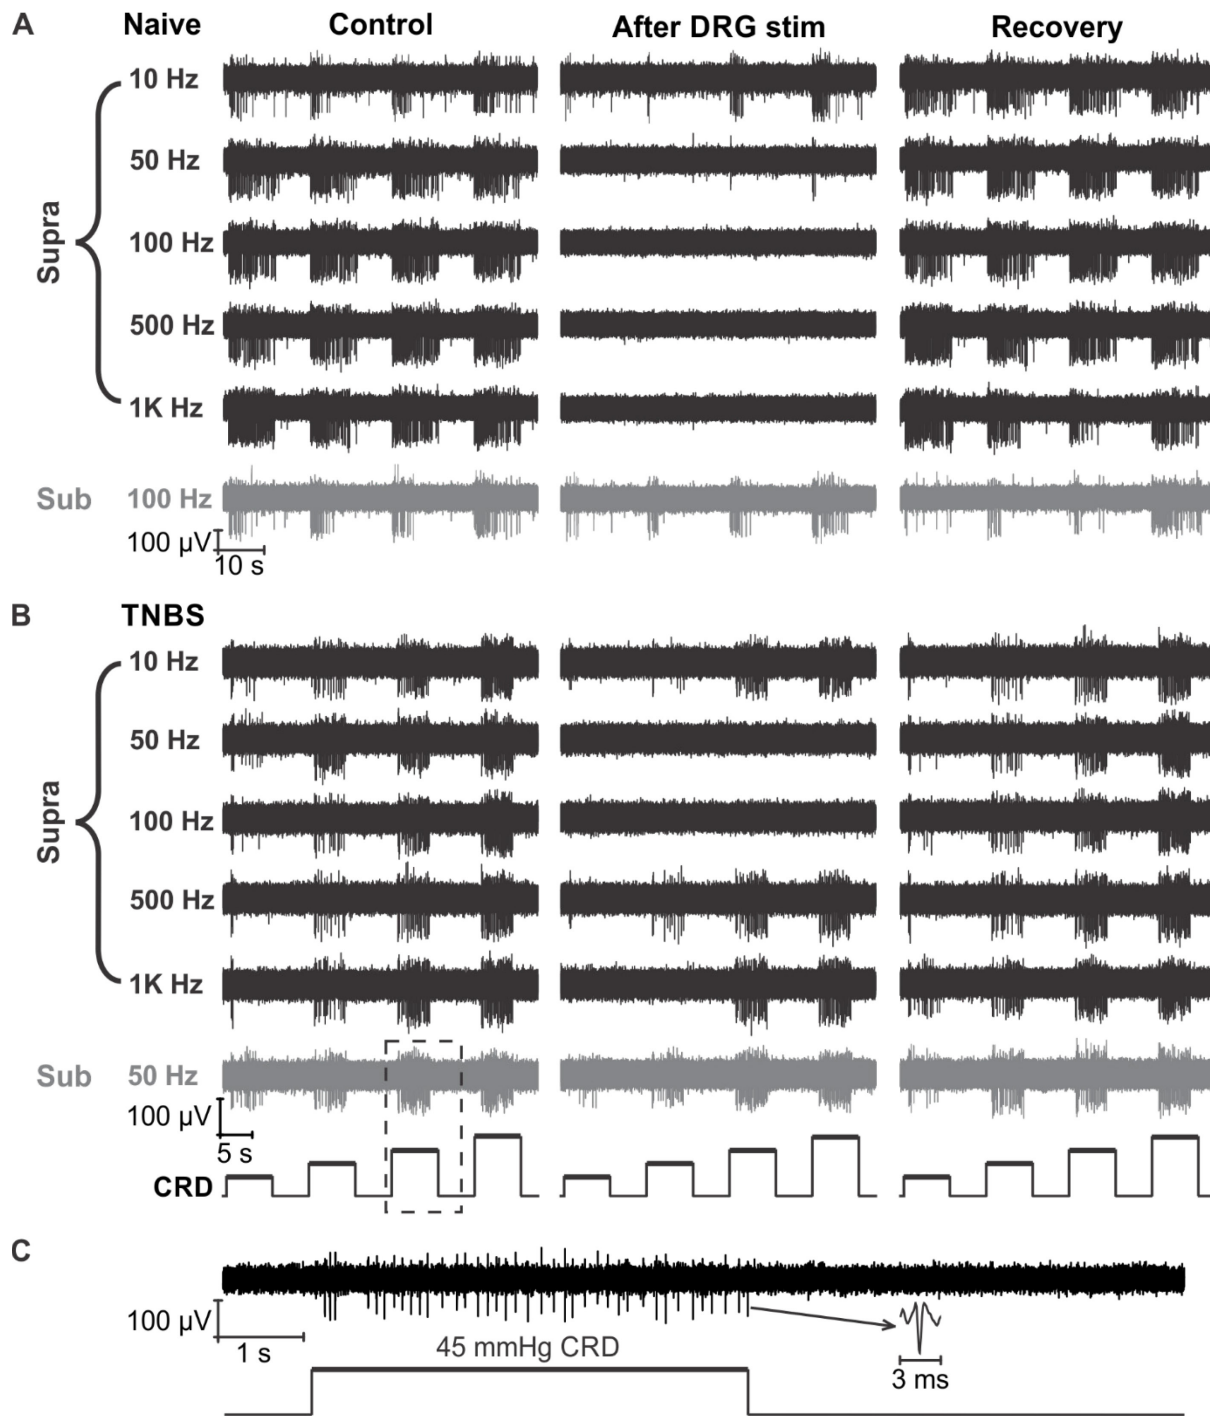 A Naive Control After DRG stim Recovery
Supra
10 Hz
50 Hz
100 Hz
500 Hz
1K Hz
Sub 100 Hz
100 µV
10 s
B TNBS
Supra
10 Hz
50 Hz
100 Hz
500 Hz
1K Hz
Sub 50 Hz
100 µV
5 s
CRD
C
100 µV
1 s
45 mmHg CRD
3 ms